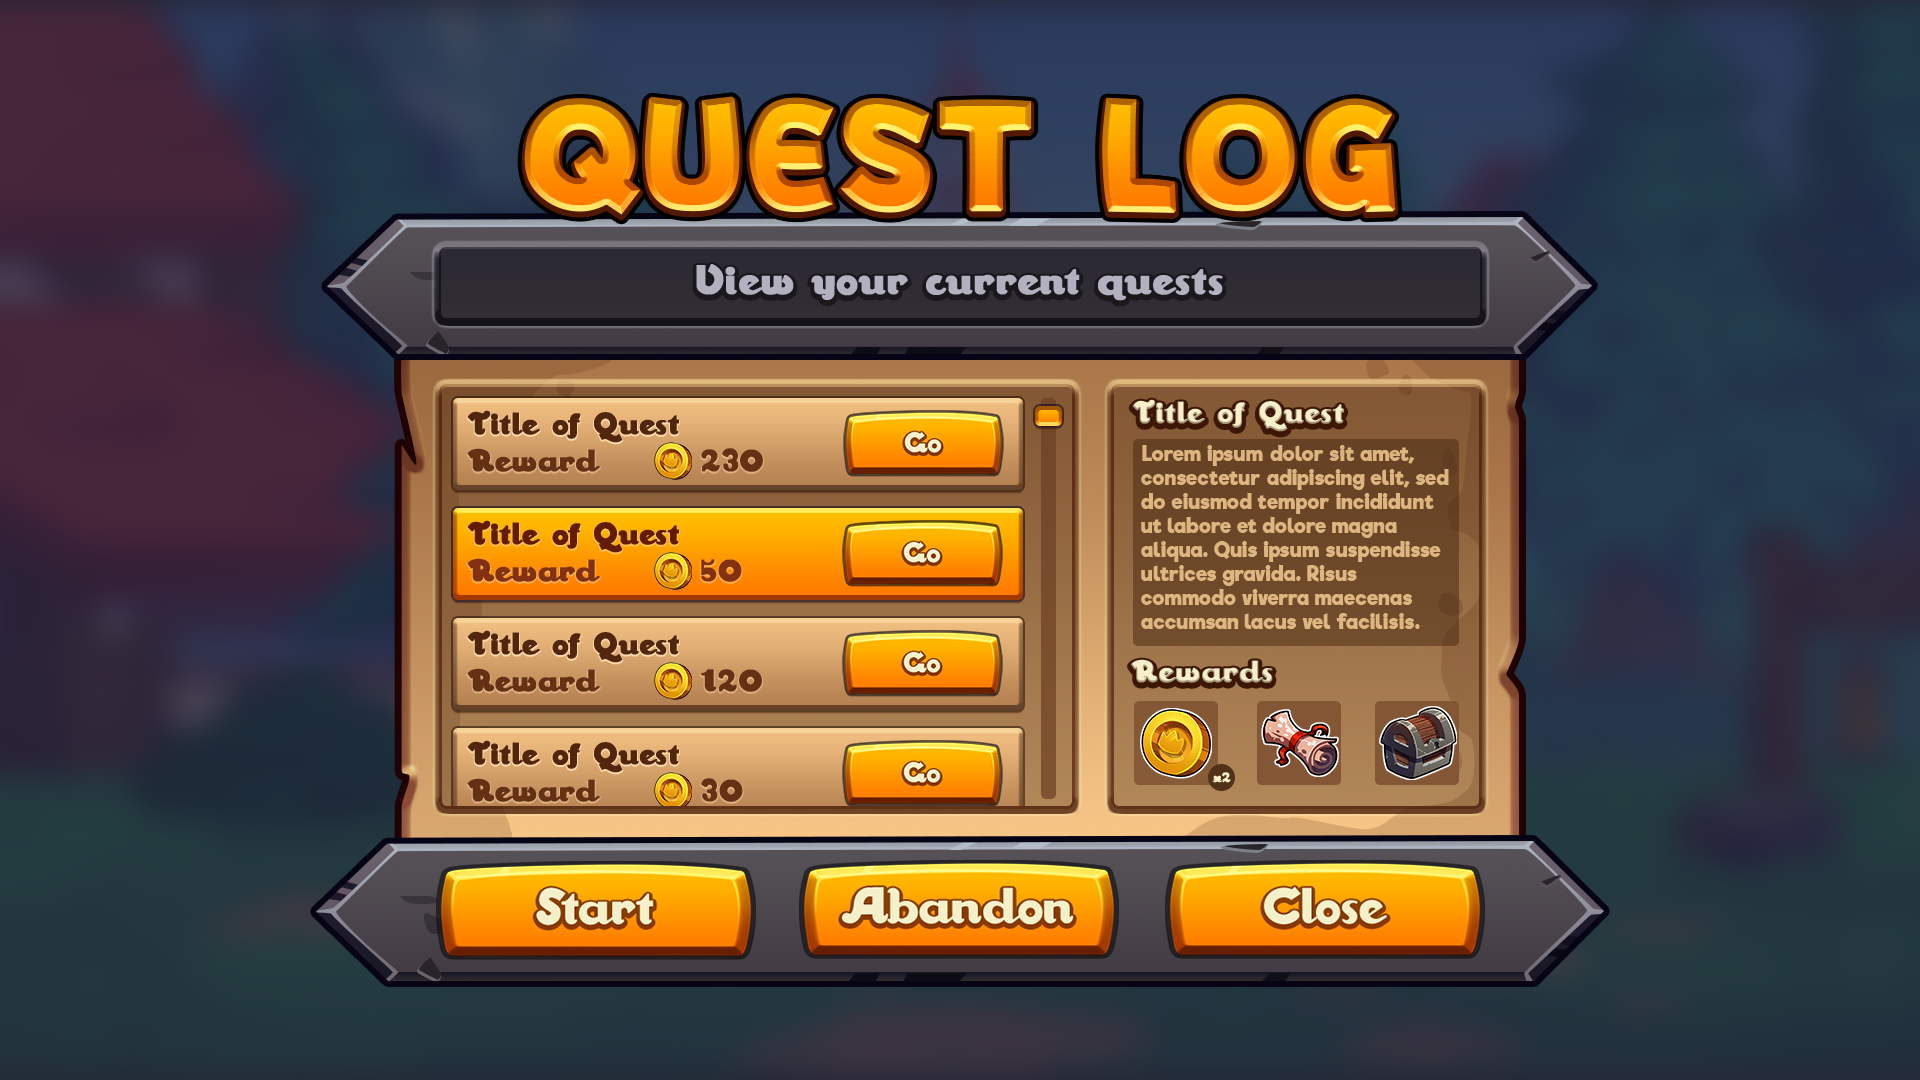 QUEST LOG
View your current quests
Title of Quest
Reward 230
Go
Title of Quest
Reward 50
Go
Title of Quest
Reward 120
Go
Title of Quest
Reward 30
Go
Title of Quest
Lorem ipsum dolor sit amet,
consectetur adipiscing elit, sed
do eiusmod tempor incididunt
ut labore et dolore magna
aliqua. Quis ipsum suspendisse
ultrices gravida. Risus
commodo viverra maecenas
accumsan lacus vel facilisis.
Rewards
x2
Start
Abandon
Close